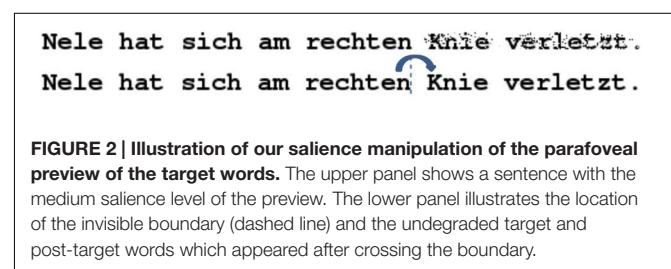 Nele hat sich am rechten Knie verletzt.
Nele hat sich am rechten Knie verletzt.
FIGURE 2 | Illustration of our salience manipulation of the parafoveal
preview of the target words. The upper panel shows a sentence with the
medium salience level of the preview. The lower panel illustrates the location
of the invisible boundary (dashed line) and the undegraded target and
post-target words which appeared after crossing the boundary.